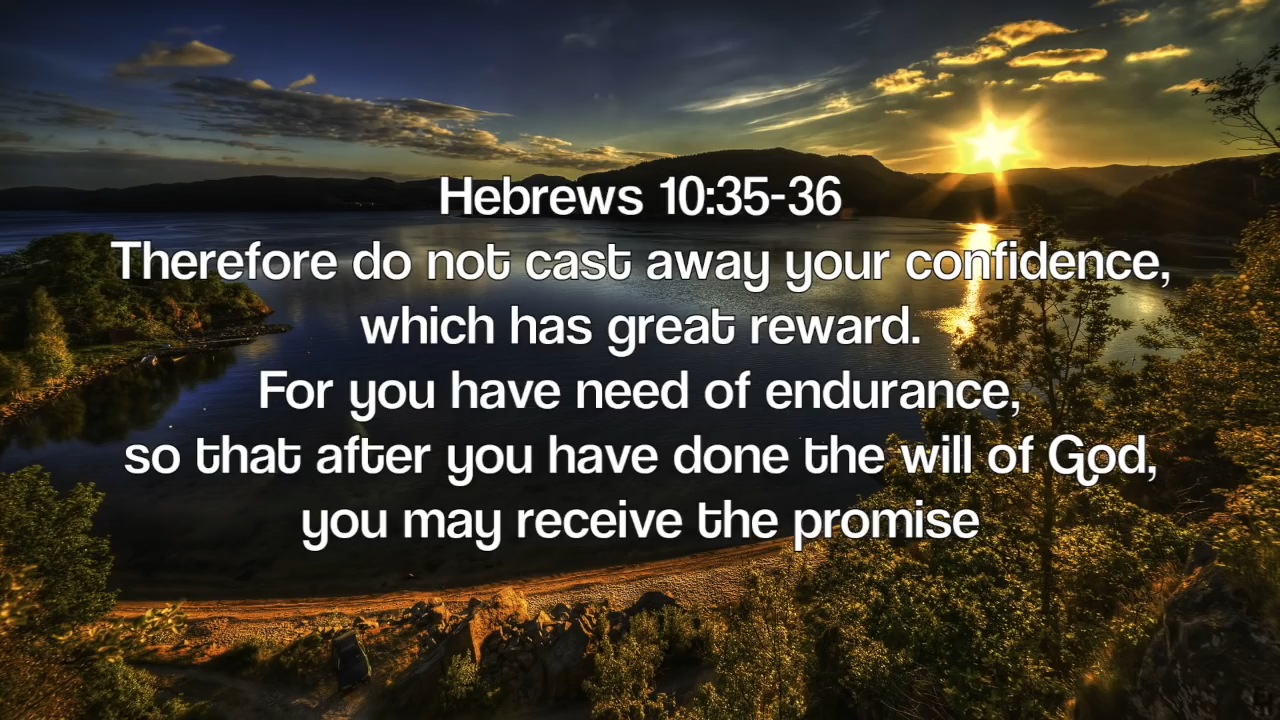 Hebrews 10:35-36
Therefore do not cast away your confidence,
which has great reward.
For you have need of endurance,
so that after you have done the will of God,
you may receive the promise